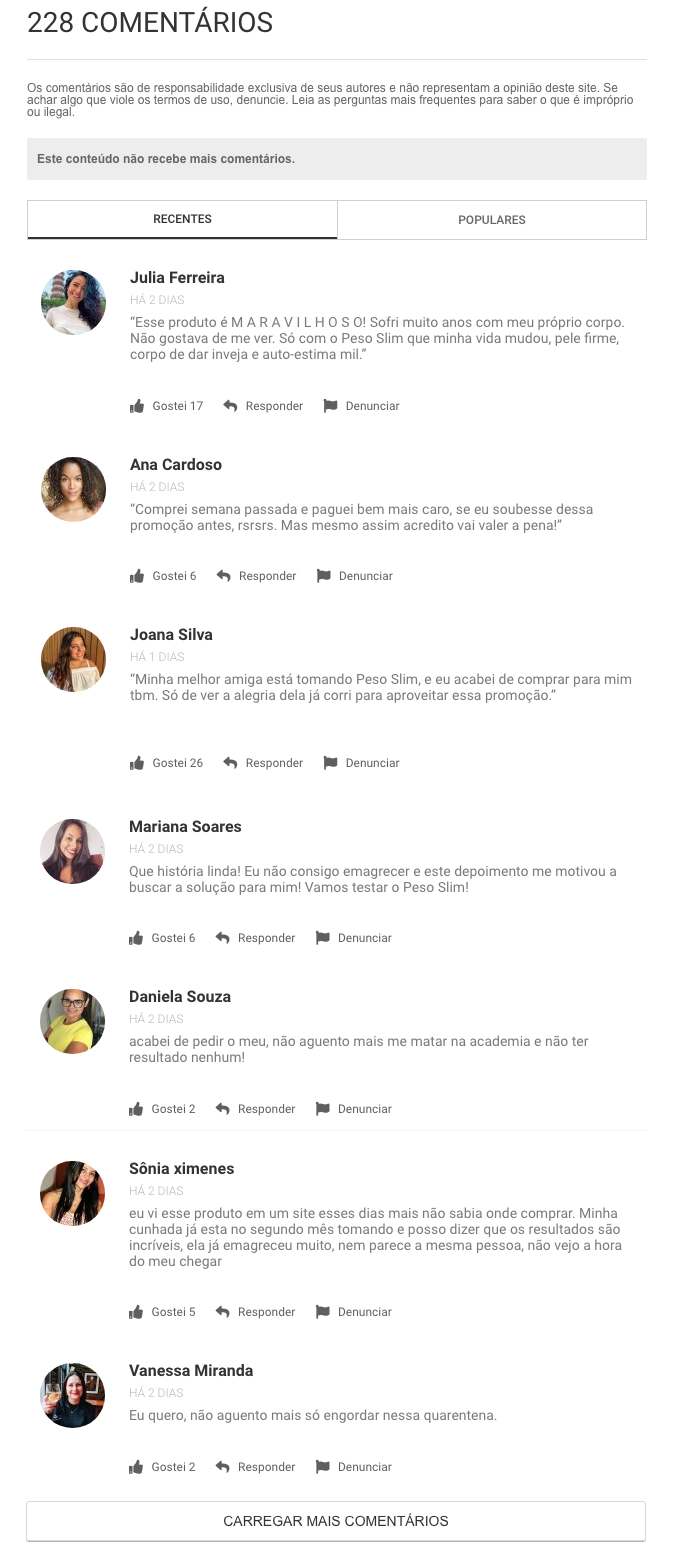 228 COMENTÁRIOS
Os comentários são de responsabilidade exclusiva de seus autores e não representam a opinião deste site. Se
achar algo que viole os termos de uso, denuncie. Leia as perguntas mais frequentes para saber o que é impróprio
ou ilegal.
Este conteúdo não recebe mais comentários.
RECENTES
POPULARES
Julia Ferreira
HÁ 2 DIAS
“Esse produto é M A R A V I L H O S O! Sofri muito anos com meu próprio corpo.
Não gostava de me ver. Só com o Peso Slim que minha vida mudou, pele firme,
corpo de dar inveja e auto-estima mil.”
Gostei 17 Responder Denunciar
Ana Cardoso
HÁ 2 DIAS
“Comprei semana passada e paguei bem mais caro, se eu soubesse dessa
promoção antes, rsrsrs. Mas mesmo assim acredito vai valer a pena!”
Gostei 6 Responder Denunciar
Joana Silva
HÁ 1 DIAS
“Minha melhor amiga está tomando Peso Slim, e eu acabei de comprar para mim
tbm. Só de ver a alegria dela já corri para aproveitar essa promoção.”
Gostei 26 Responder Denunciar
Mariana Soares
HÁ 2 DIAS
Que história linda! Eu não consigo emagrecer e este depoimento me motivou a
buscar a solução para mim! Vamos testar o Peso Slim!
Gostei 6 Responder Denunciar
Daniela Souza
HÁ 2 DIAS
acabei de pedir o meu, não aguento mais me matar na academia e não ter
resultado nenhum!
Gostei 2 Responder Denunciar
Sônia ximenes
HÁ 2 DIAS
eu vi esse produto em um site esses dias mais não sabia onde comprar. Minha
cunhada já esta no segundo mês tomando e posso dizer que os resultados são
incríveis, ela já emagreceu muito, nem parece a mesma pessoa, não vejo a hora
do meu chegar
Gostei 5 Responder Denunciar
Vanessa Miranda
HÁ 2 DIAS
Eu quero, não aguento mais só engordar nessa quarentena.
Gostei 2 Responder Denunciar
CARREGAR MAIS COMENTÁRIOS